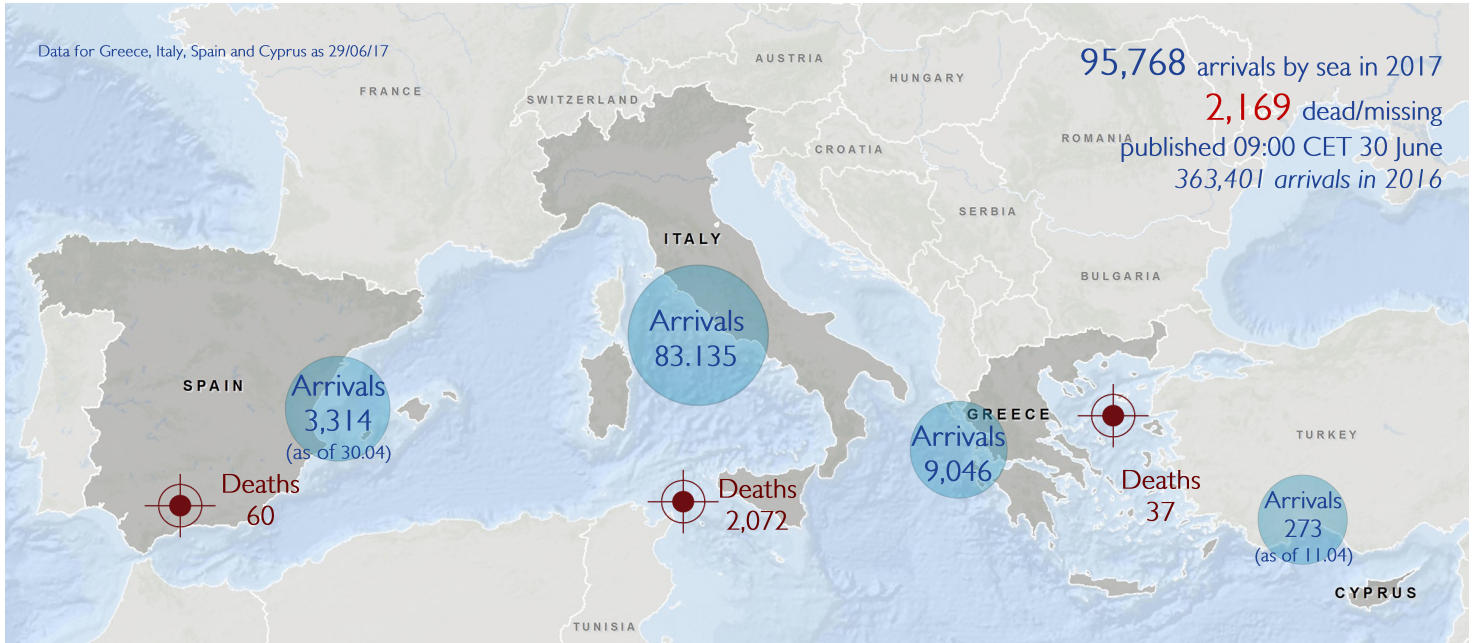 Data for Greece, Italy, Spain and Cyprus as 29/06/17
95,768 arrivals by sea in 2017
2,169 dead/missing
published 09:00 CET 30 June
363,401 arrivals in 2016
AUSTRIA
HUNGARY
FRANCE
SWITZERLAND
ROMANIA
CROATIA
SERBIA
ITALY
BULGARIA
Arrivals
83.135
SPAIN
Arrivals
3,314
(as of 30.04)
GREECE
Arrivals
9,046
TURKEY
Deaths
60
Deaths
2,072
Deaths
37
Arrivals
273
(as of 11.04)
CYPRUS
TUNISIA